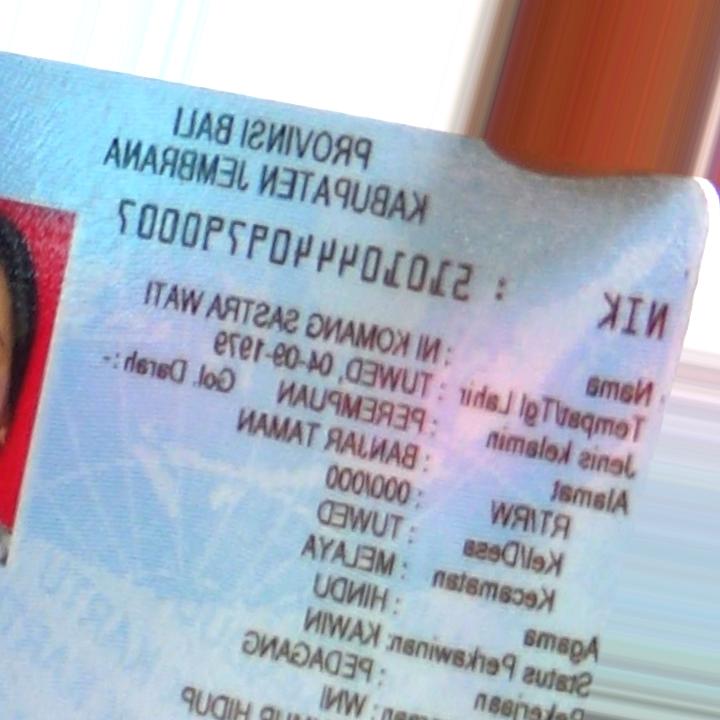 PROVINSI BALI
KABUPATEN JEMBRANA
NIK : 5101044409790007
Nama : NI KOMANG SASTRA WATI
Tempat/Tgl Lahir : TUWED, 04-09-1979
Jenis kelamin : PEREMPUAN Gol. Darah : -
Alamat : BANJAR TAMAN
RT/RW : 000/000
Kel/Desa : TUWED
Kecamatan : MELAYA
Agama : HINDU
Status Perkawinan: KAWIN
Pekerjaan : PEDAGANG
: WNI
HIDUP